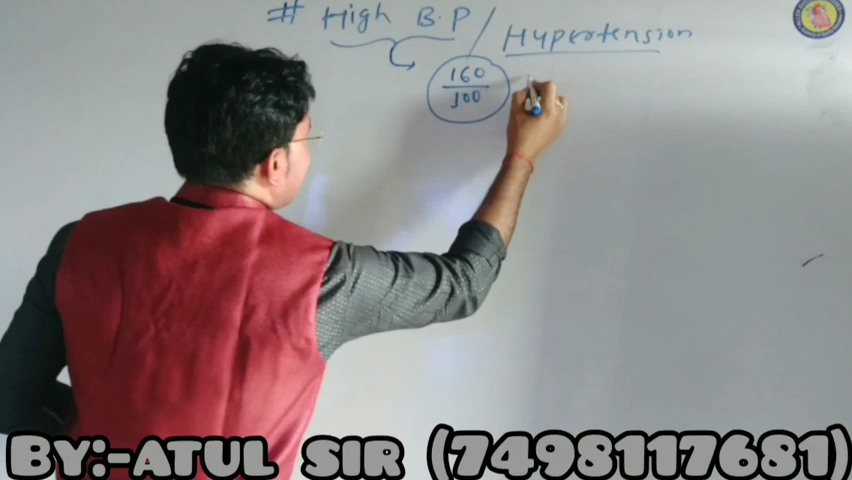 # High B.P / Hypertension
160
100
BY:-ATUL SIR (7498117681)